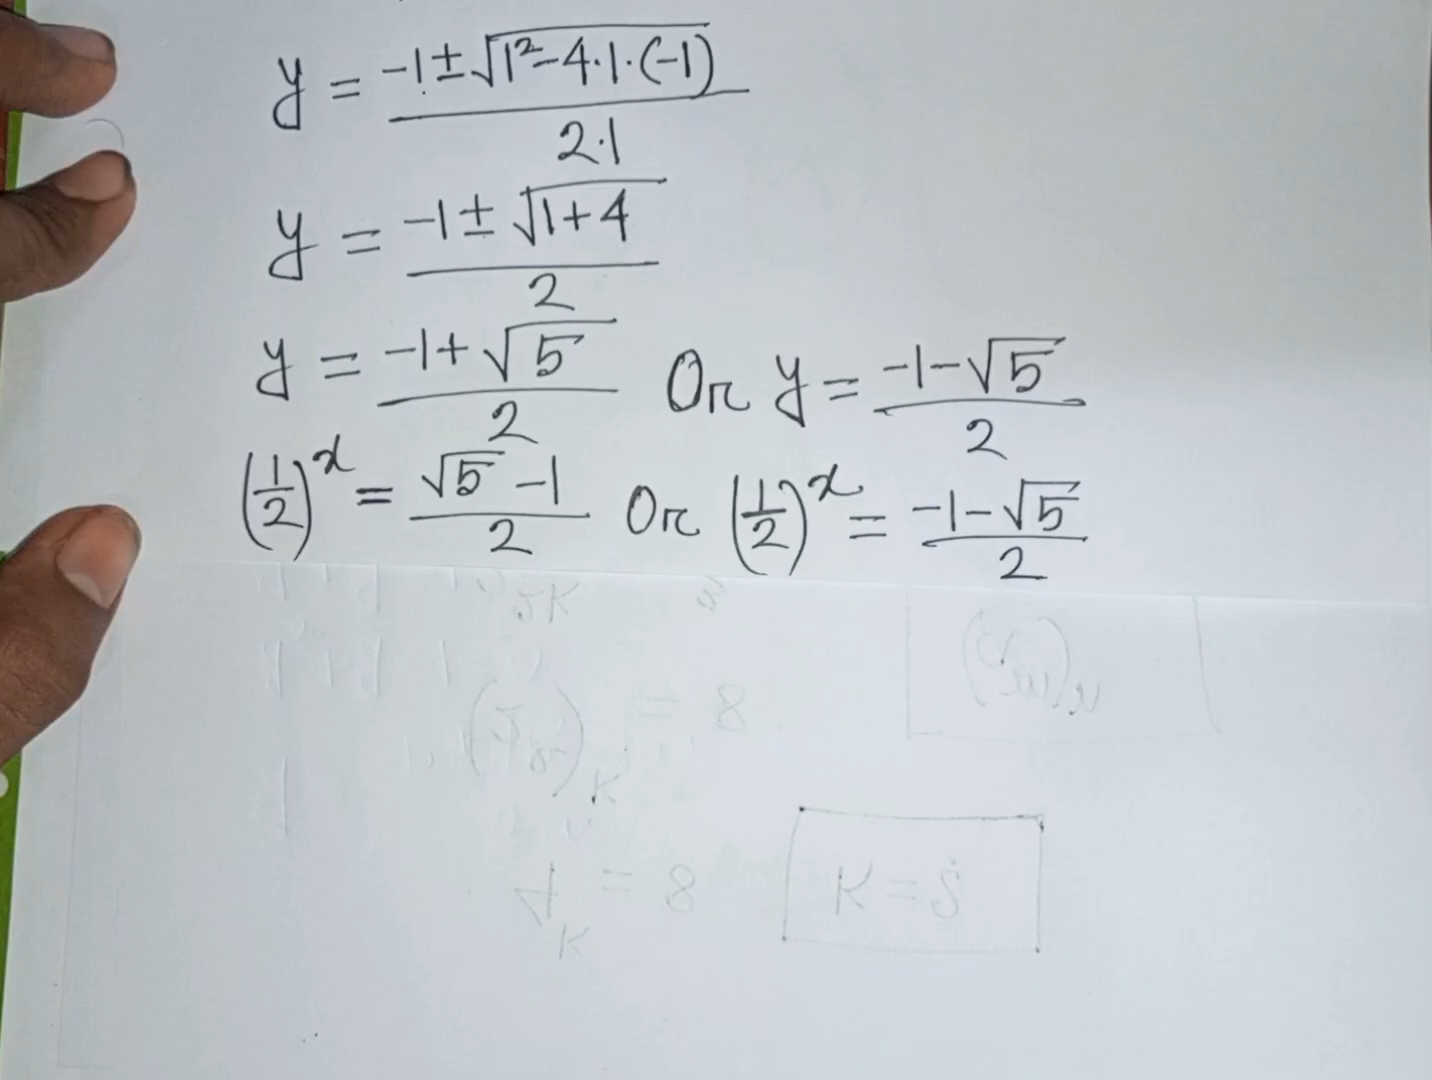 y = (-1 ± √(1² - 4·1·(-1))) / (2·1)
y = (-1 ± √(1+4)) / 2
y = (-1 + √5) / 2 Or y = (-1 - √5) / 2
(1/2)^x = (√5 - 1) / 2 Or (1/2)^x = (-1 - √5) / 2